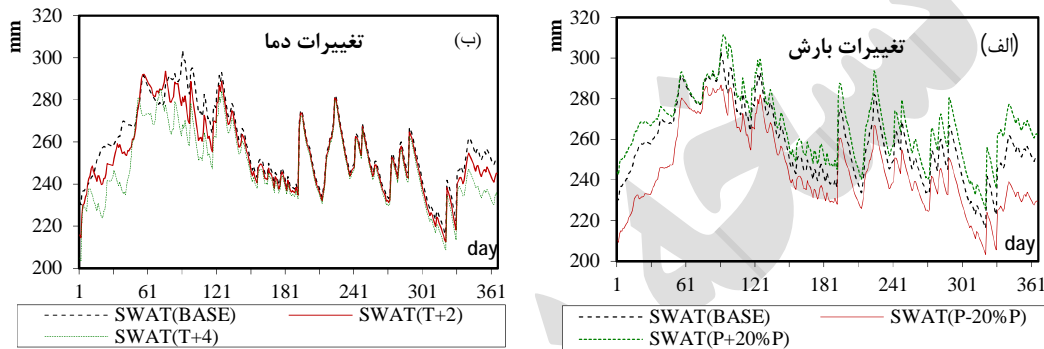 mm
تغییرات دما
(ب)
320
300
280
260
240
220
200
day
1 61 121 181 241 301 361
SWAT(BASE) SWAT(T+2)
SWAT(T+4)
mm
تغییرات بارش
(الف)
320
300
280
260
240
220
200
day
1 61 121 181 241 301 361
SWAT(BASE) SWAT(P-20%P)
SWAT(P+20%P)